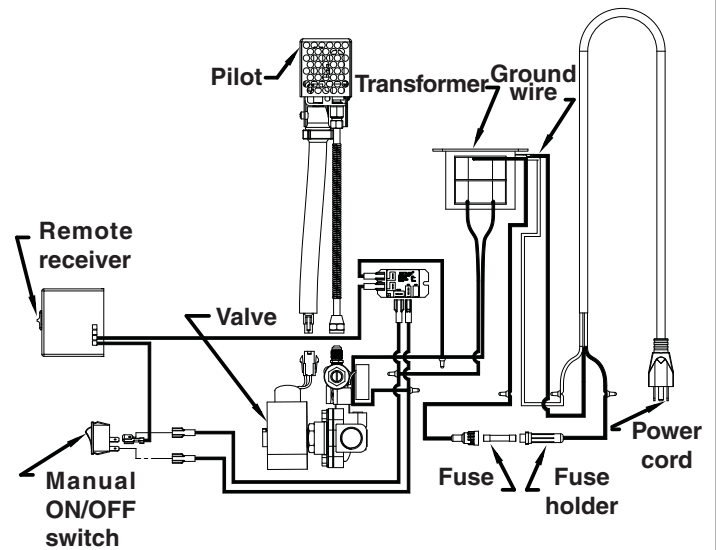 Pilot
Transformer
Ground
wire
Remote
receiver
Valve
Manual
ON/OFF
switch
Fuse
Fuse
holder
Power
cord